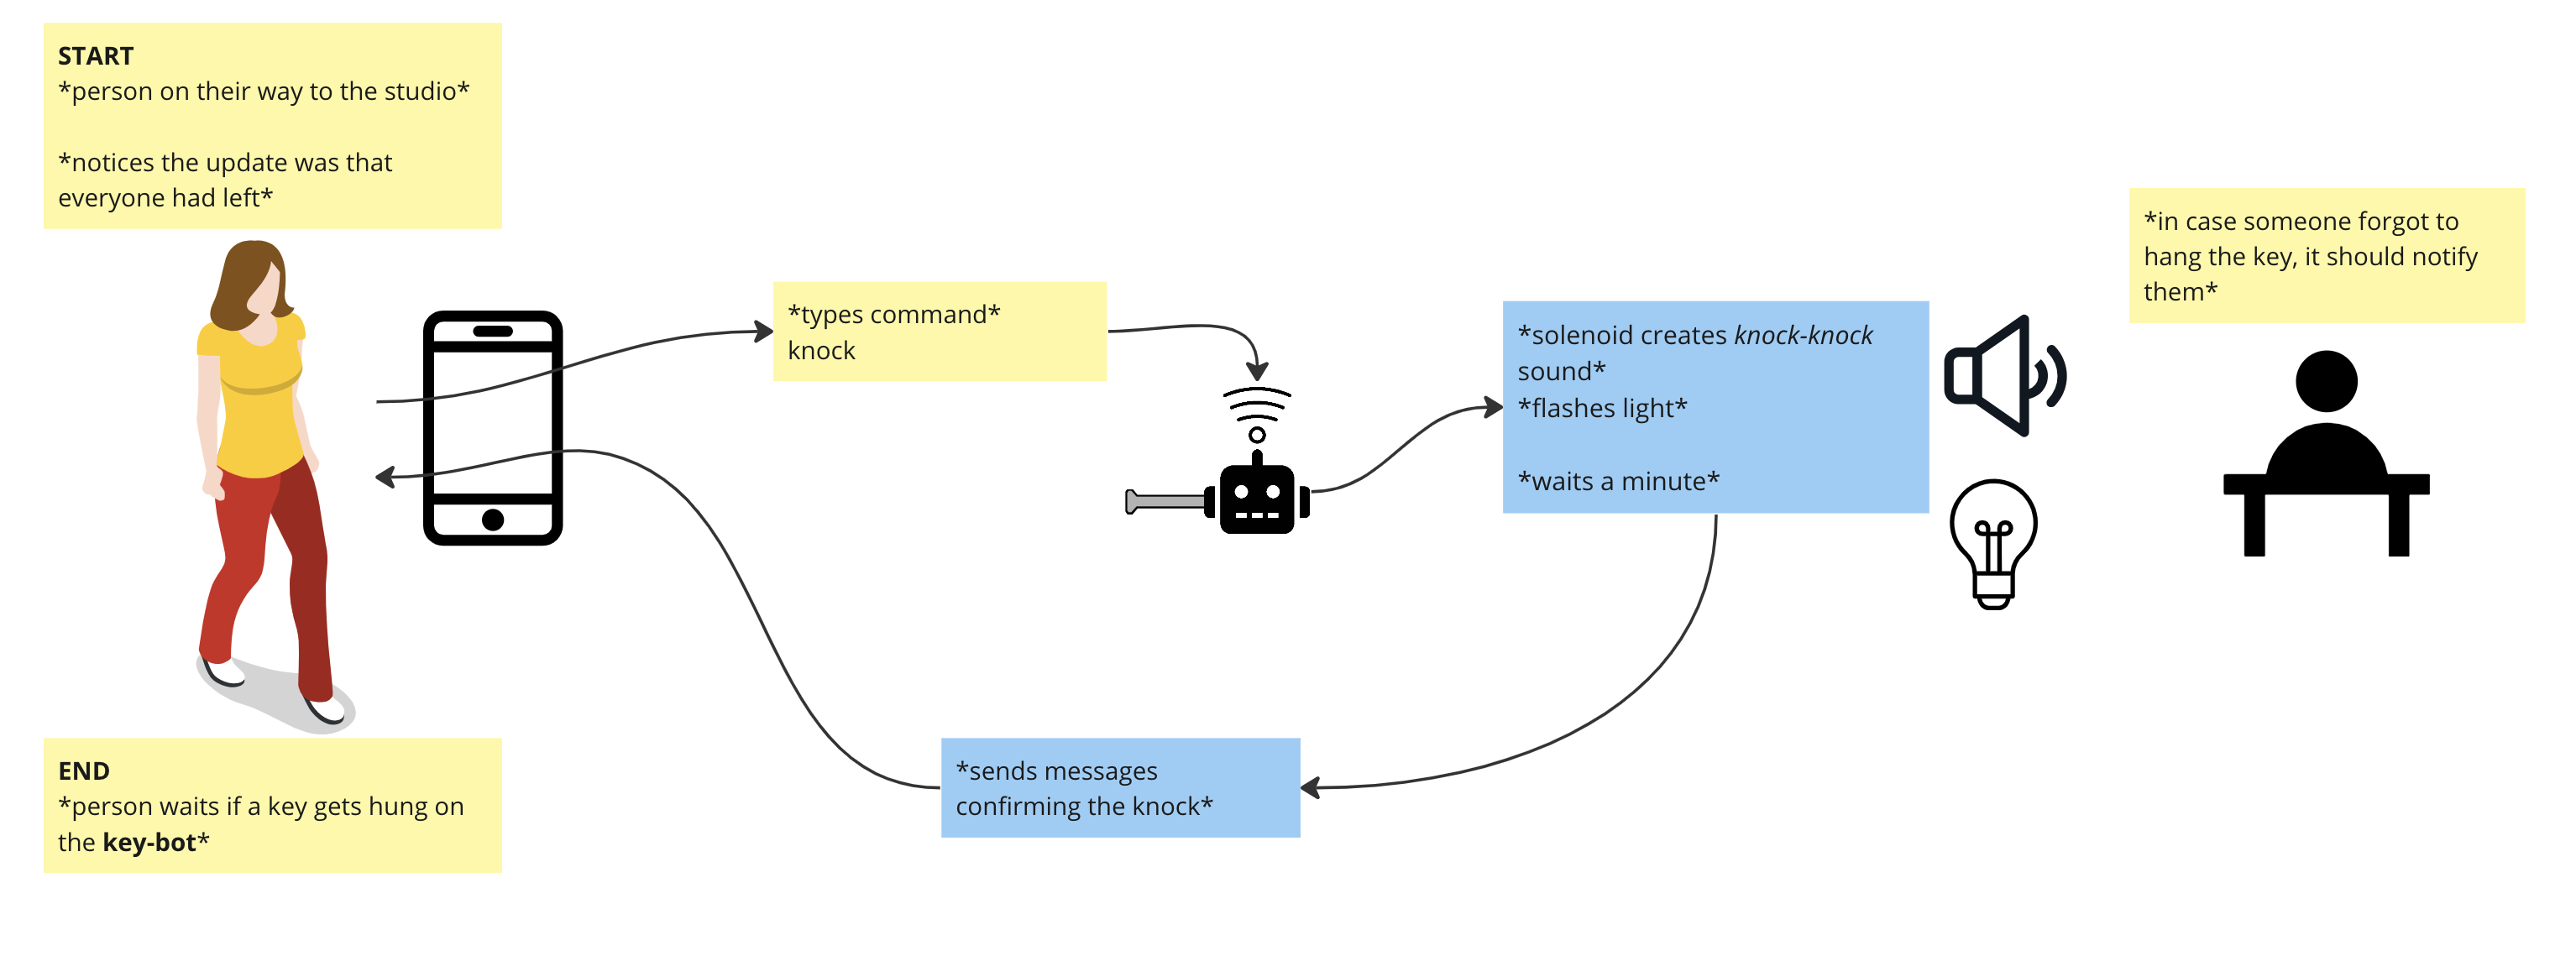 START
*person on their way to the studio*
*notices the update was that
everyone had left*
*types command*
knock
*solenoid creates knock-knock
sound*
*flashes light*
*waits a minute*
*in case someone forgot to
hang the key, it should notify
them*
*sends messages
confirming the knock*
END
*person waits if a key gets hung on
the key-bot*